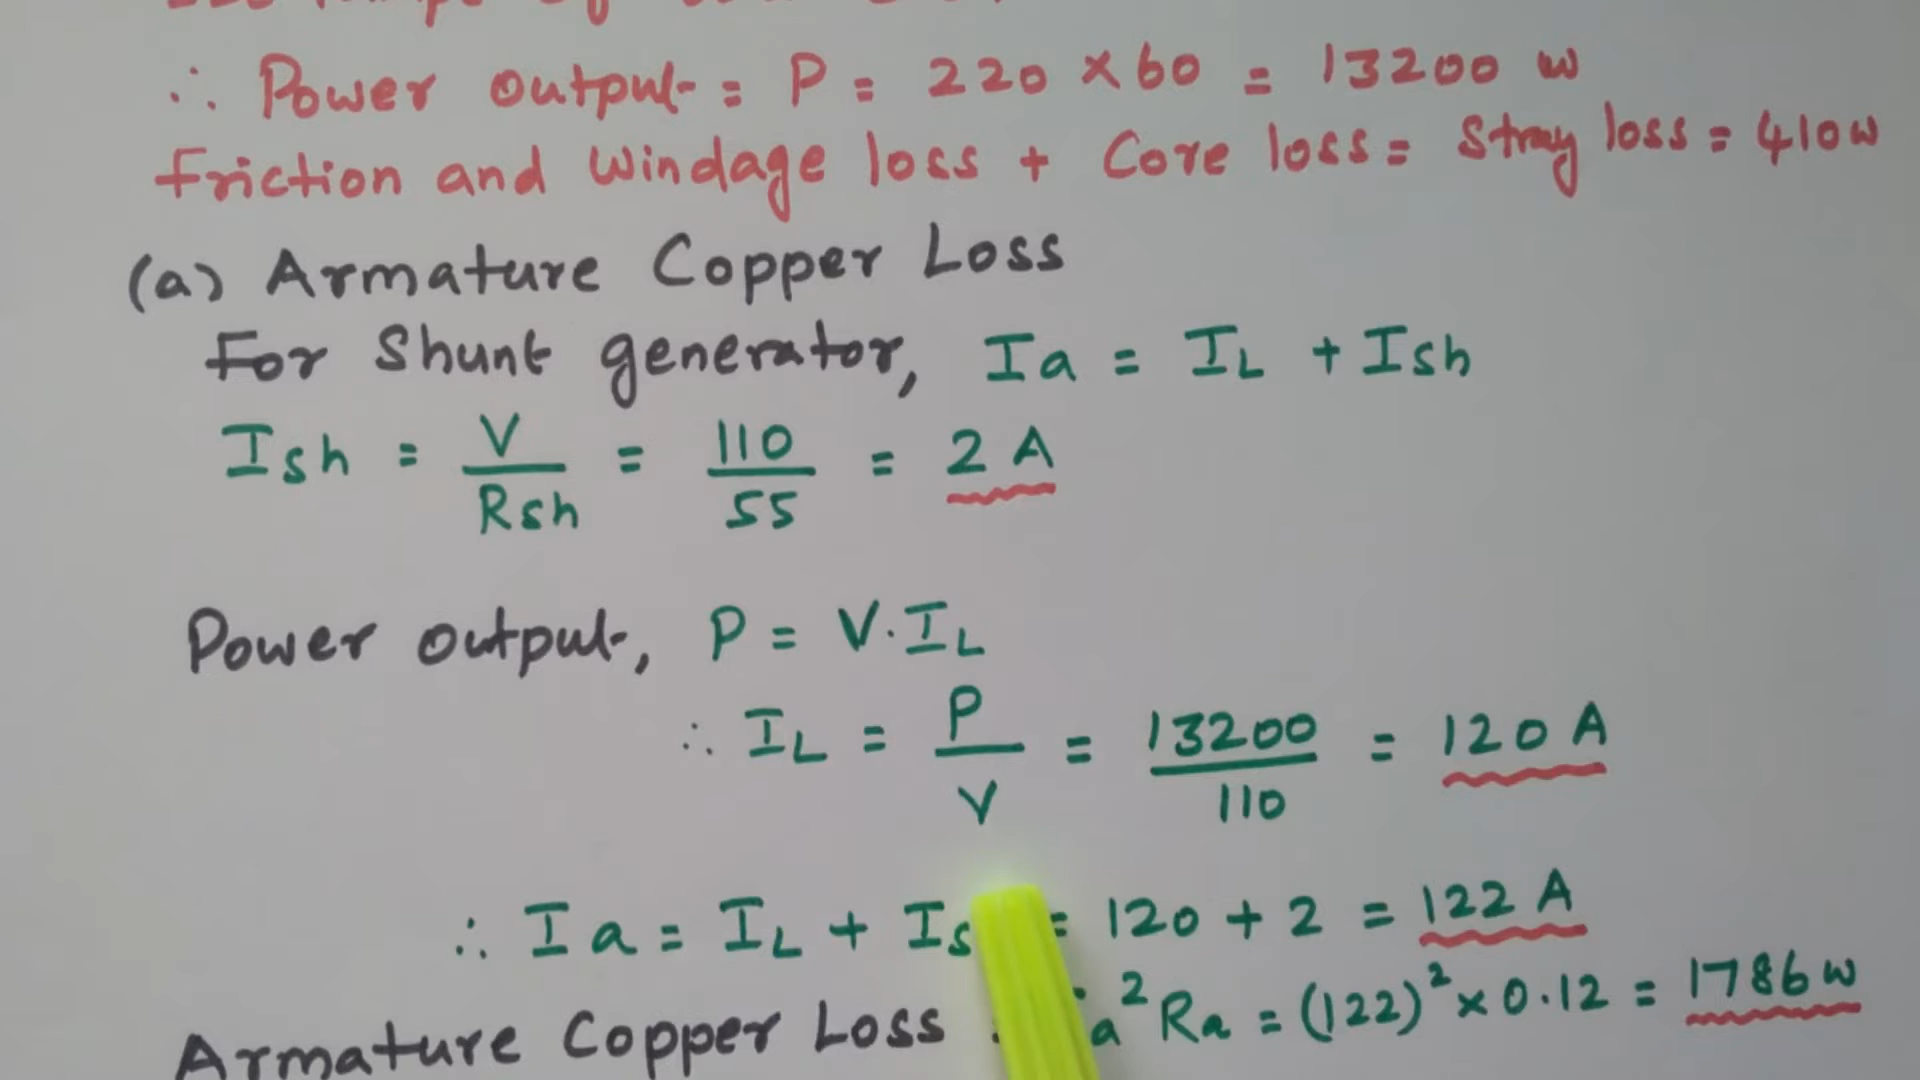 ∴ Power output = P = 220 × 60 = 13200 W
Friction and Windage loss + Core loss = Stray loss = 410W
(a) Armature Copper Loss
For Shunt generator, Ia = IL + Ish
Ish = V/Rsh = 110/55 = 2 A
Power output, P = V.IL
∴ IL = P/V = 13200/110 = 120 A
∴ Ia = IL + Is = 120 + 2 = 122 A
Armature Copper Loss a²Ra = (122)² × 0.12 = 1786 W